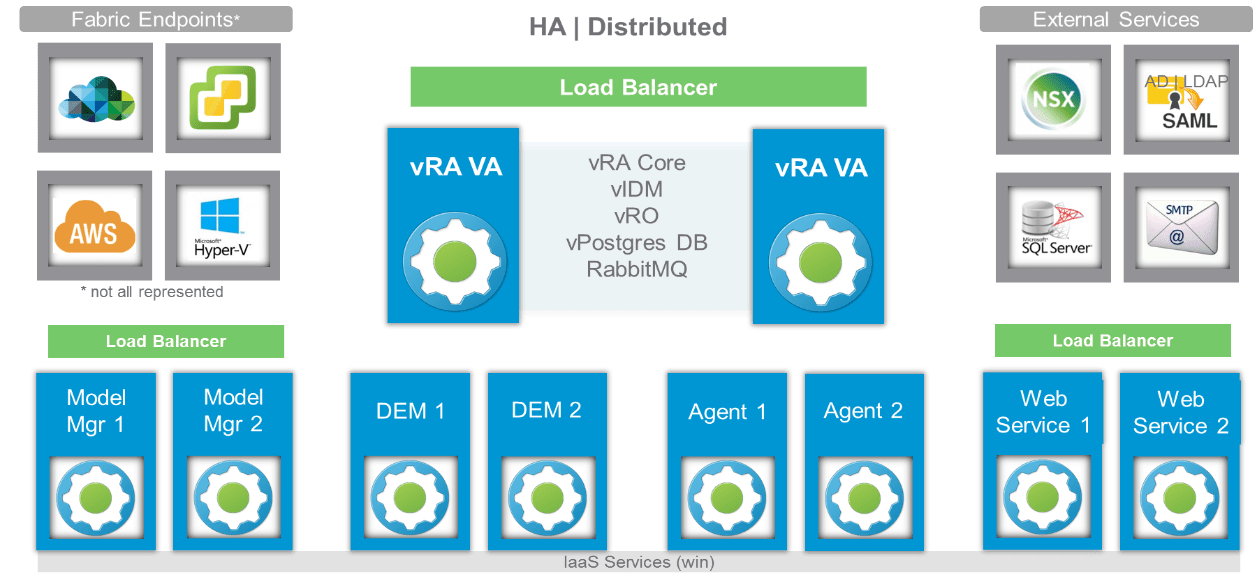 Fabric Endpoints*
HA | Distributed
External Services
Load Balancer
NSX
AD | LDAP
SAML
vRA VA
vRA Core
vIDM
vRO
vPostgres DB
RabbitMQ
vRA VA
AWS
Microsoft®
Hyper-V
Microsoft®
SQL Server®
SMTP
@
* not all represented
Load Balancer
Load Balancer
Model
Mgr 1
Model
Mgr 2
DEM 1
DEM 2
Agent 1
Agent 2
Web
Service 1
Web
Service 2
IaaS Services (win)